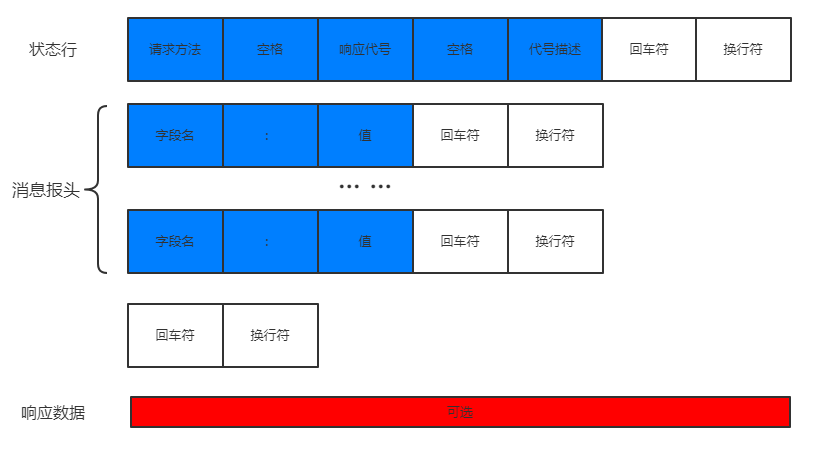 状态行 请求方法 空格 响应代号 空格 代号描述 回车符 换行符
字段名 : 值 回车符 换行符
消息报头 ... ...
字段名 : 值 回车符 换行符
回车符 换行符
响应数据 可选